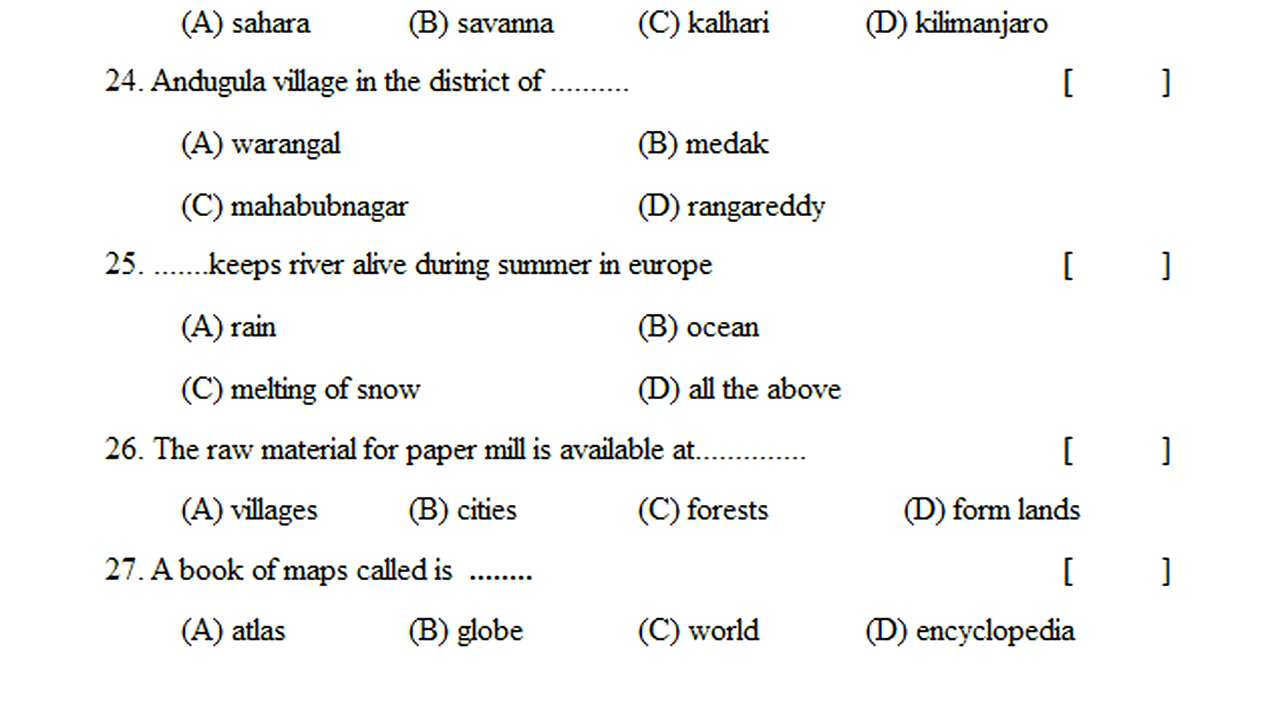 (A) sahara (B) savanna (C) kalhari (D) kilimanjaro
24. Andugula village in the district of .......... [ ]
(A) warangal (B) medak
(C) mahabubnagar (D) rangareddy
25. .......keeps river alive during summer in europe [ ]
(A) rain (B) ocean
(C) melting of snow (D) all the above
26. The raw material for paper mill is available at.............. [ ]
(A) villages (B) cities (C) forests (D) form lands
27. A book of maps called is ........ [ ]
(A) atlas (B) globe (C) world (D) encyclopedia